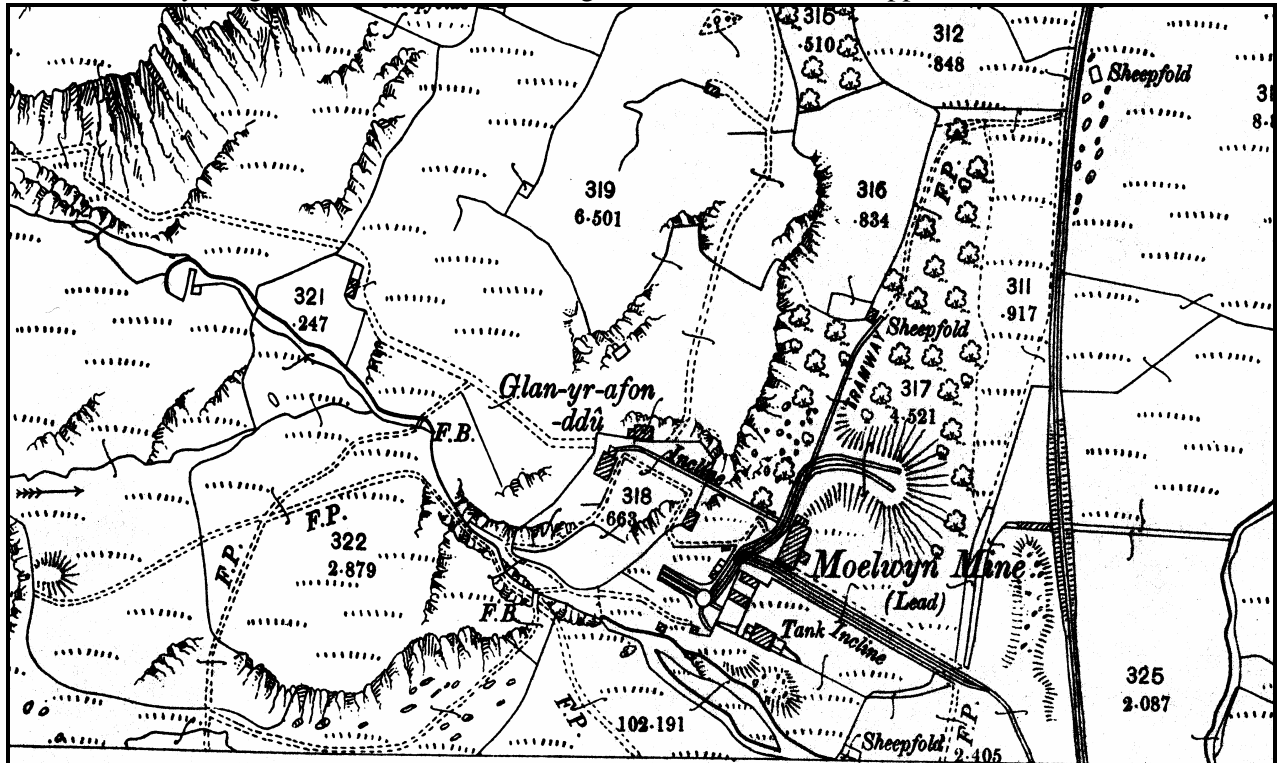 315
.510
312
.848
Sheepfold
319
6.501
316
.834
F.P.
311
.917
321
.247
Sheepfold
TRAMWAY
317
4.521
Glan-yr-afon
-ddû
F.B.
Incline
318
.663
F.P.
322
2.879
F.P.
Moelwyn Mine
(Lead)
F.B.
Tank Incline
325
2.087
F.P.
102.191
Sheepfold
F.P.
2.405